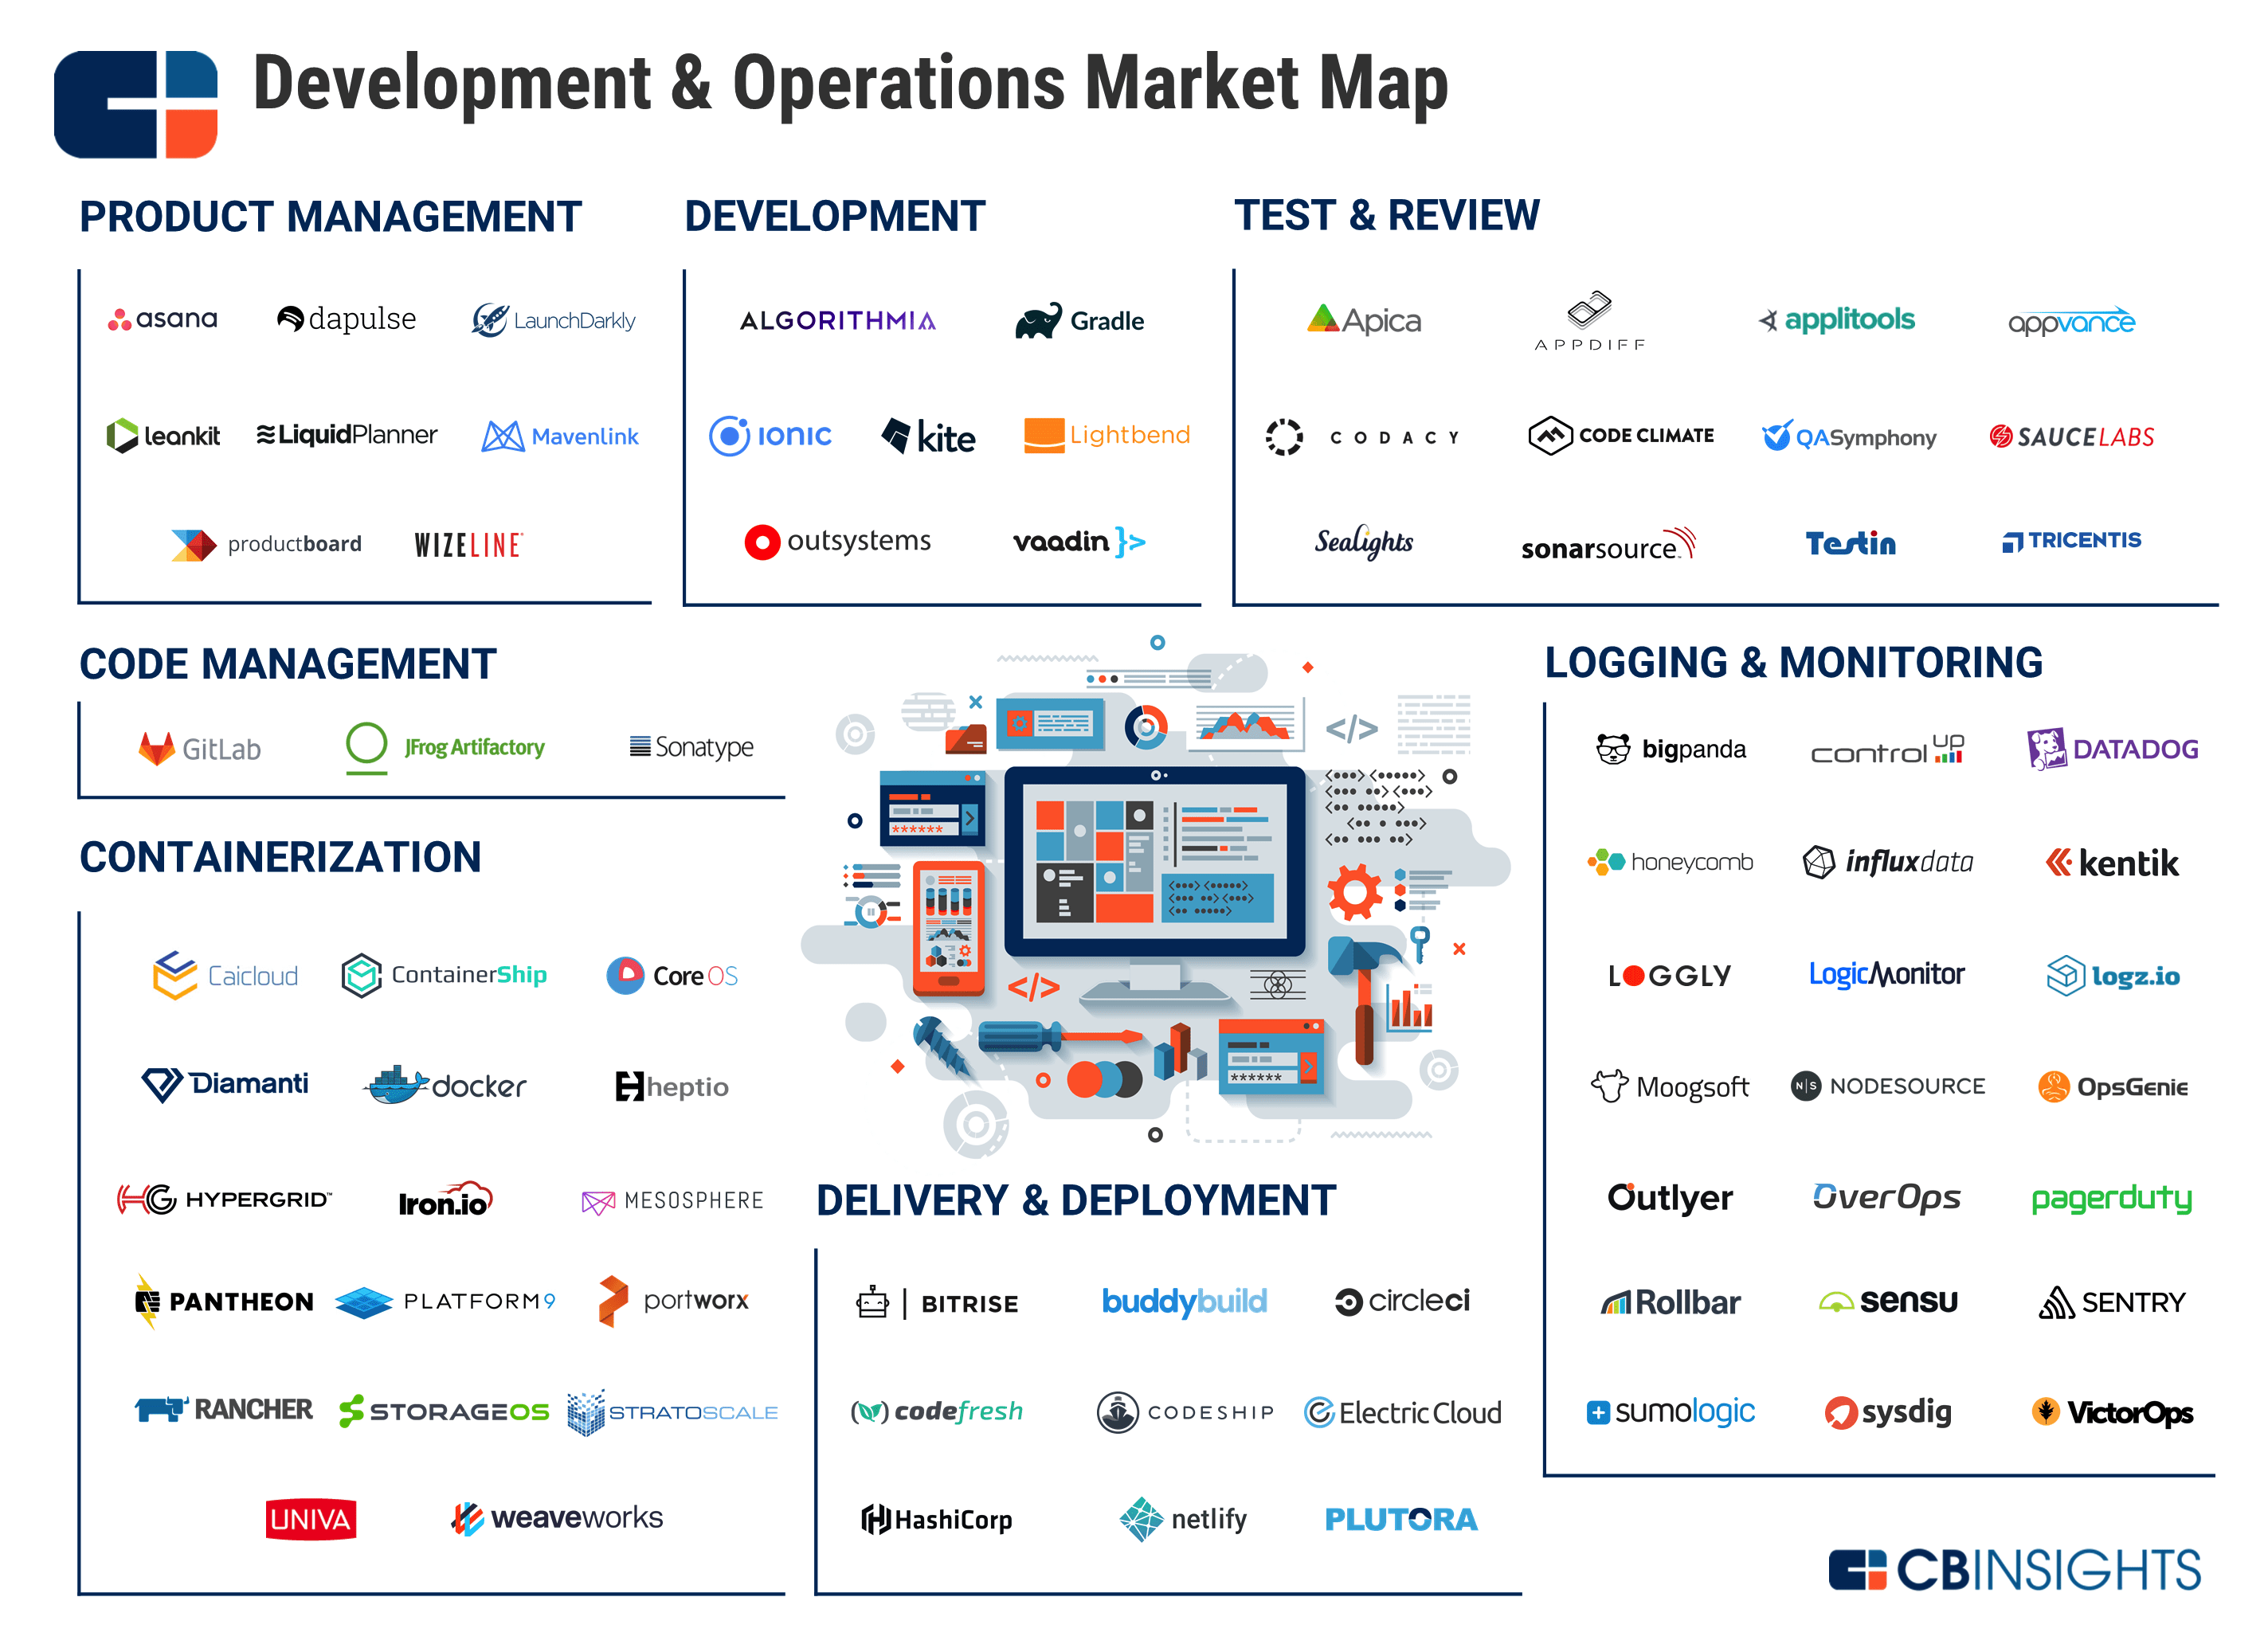 Development & Operations Market Map
PRODUCT MANAGEMENT
asana
dapulse
LaunchDarkly
leankit
LiquidPlanner
Mavenlink
productboard
WIZELINE
DEVELOPMENT
ALGORITHMIA
Gradle
IONIC
kite
Lightbend
outsystems
vaadin}>
TEST & REVIEW
Apica
APPDIFF
applitools
appvance
CODACY
CODE CLIMATE
QASymphony
SAUCELABS
SeaLights
sonarsource
Testin
TRICENTIS
CODE MANAGEMENT
GitLab
JFrog Artifactory
Sonatype
CONTAINERIZATION
Caicloud
ContainerShip
CoreOS
Diamanti
docker
heptio
HG HYPERGRID™
Iron.io
MESOSPHERE
PANTHEON
PLATFORM9
portworx
RANCHER
STORAGEOS
STRATOSCALE
UNIVA
weaveworks
</>
******
</>
******
DELIVERY & DEPLOYMENT
BITRISE
buddybuild
circleci
codefresh
CODESHIP
Electric Cloud
HashiCorp
netlify
PLUTORA
LOGGING & MONITORING
bigpanda
controlup
DATADOG
honeycomb
influxdata
kentik
LOGGLY
LogicMonitor
logz.io
Moogsoft
N|S NODESOURCE
OpsGenie
Outlyer
OverOps
pagerduty
Rollbar
sensu
SENTRY
sumologic
sysdig
VictorOps
CBINSIGHTS